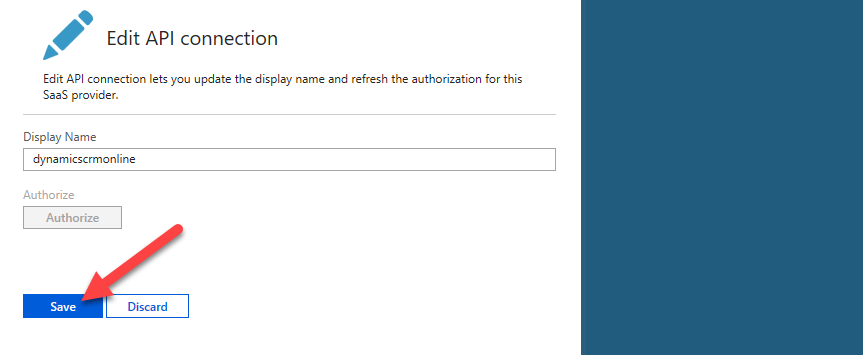 Edit API connection
Edit API connection lets you update the display name and refresh the authorization for this
SaaS provider.
Display Name
dynamicscrmonline
Authorize
Authorize
Save Discard